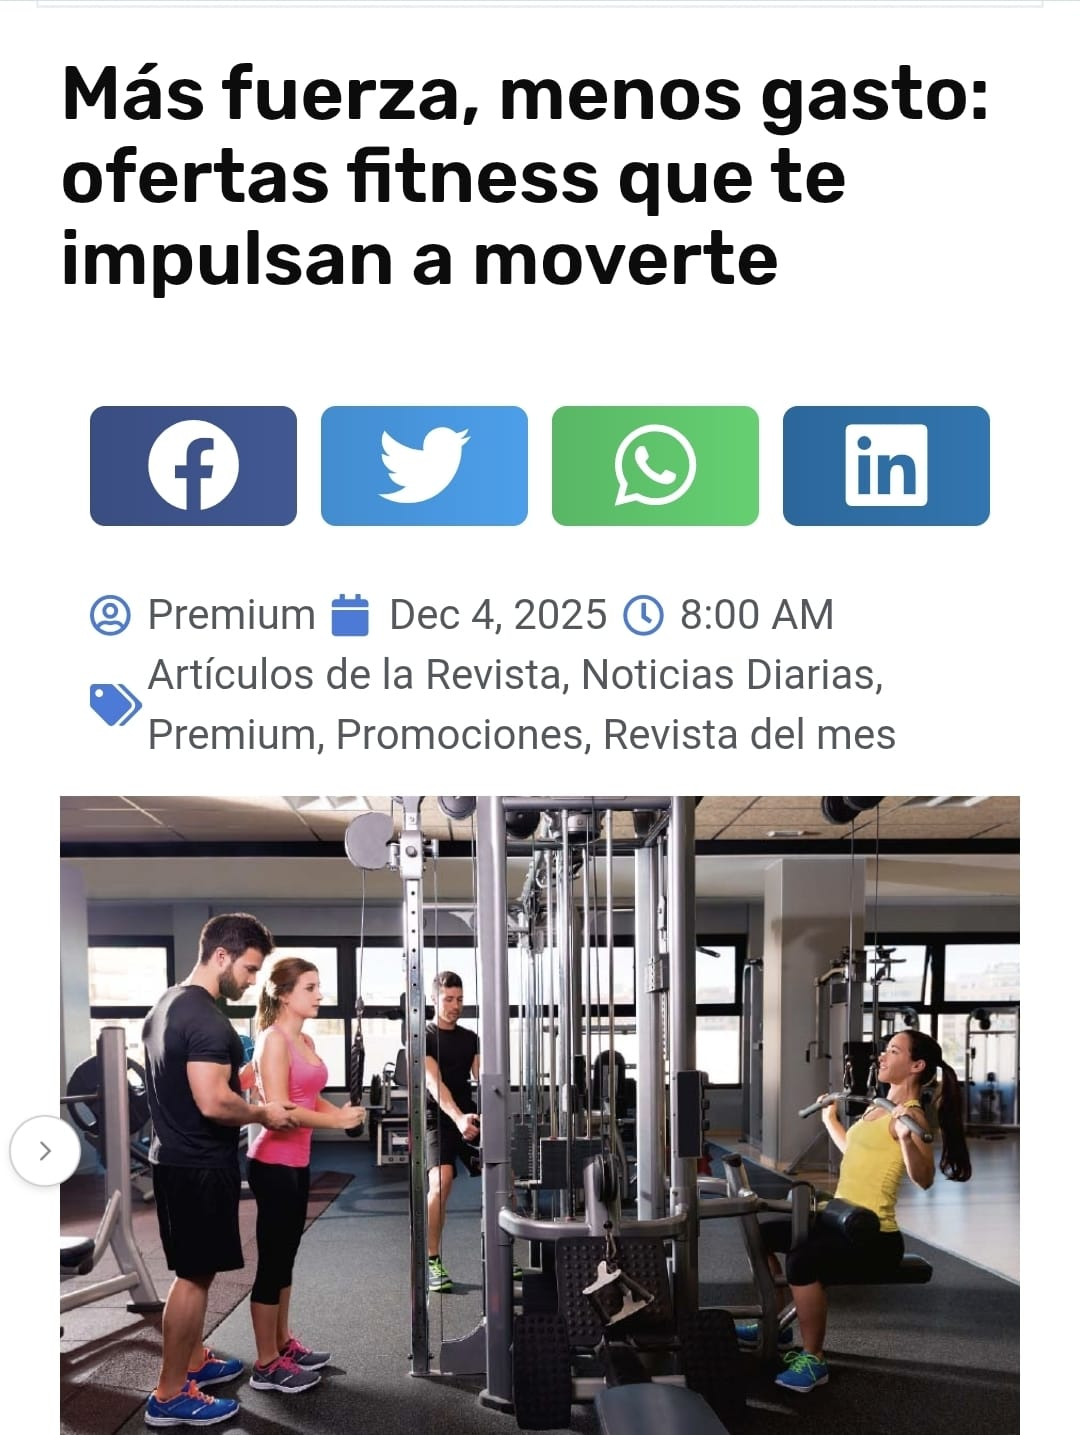 Más fuerza, menos gasto:
ofertas fitness que te
impulsan a moverte
Premium Dec 4, 2025 8:00 AM
Artículos de la Revista, Noticias Diarias,
Premium, Promociones, Revista del mes